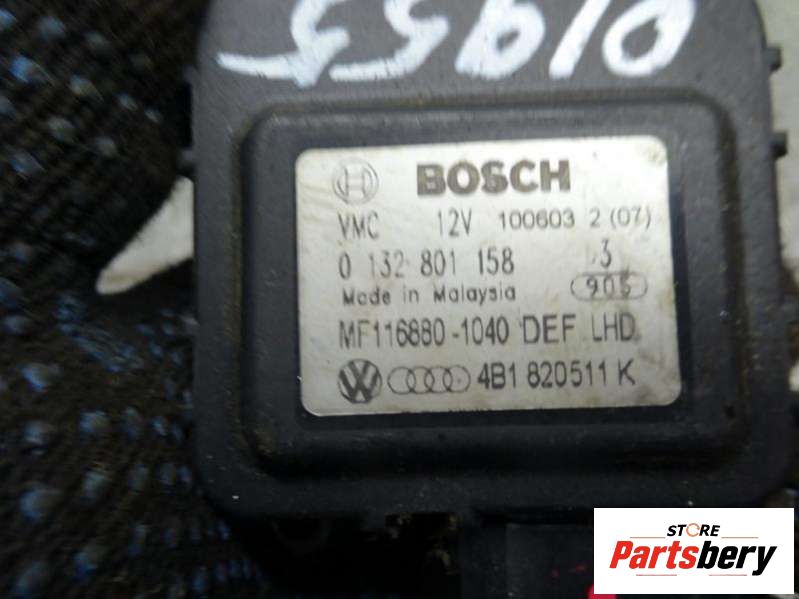 01955
BOSCH
VMC 12V 100603 2 (07)
0 132 801 158 3
Made in Malaysia 905
MF116880-1040 DEF LHD
4B1 820511 K
STORE
Partsbery